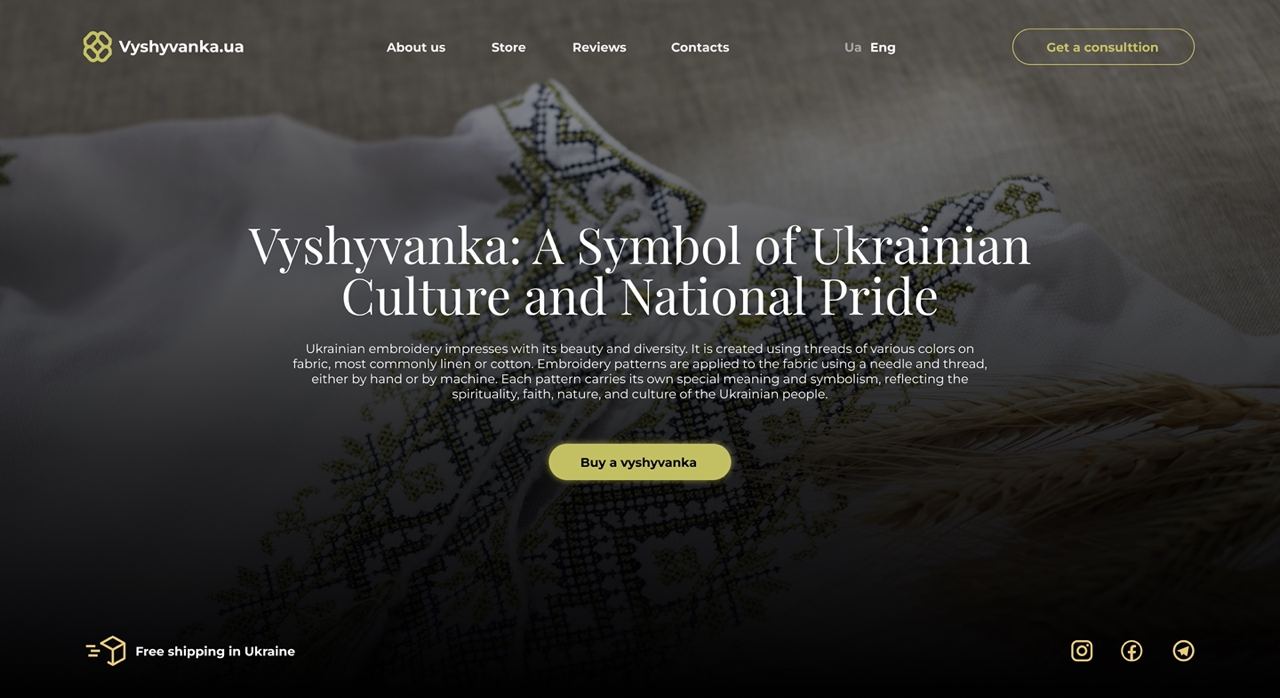 Vyshyvanka.ua
About us
Store
Reviews
Contacts
Ua Eng
Get a consulttion
Vyshyvanka: A Symbol of Ukrainian
Culture and National Pride
Ukrainian embroidery impresses with its beauty and diversity. It is created using threads of various colors on
fabric, most commonly linen or cotton. Embroidery patterns are applied to the fabric using a needle and thread,
either by hand or by machine. Each pattern carries its own special meaning and symbolism, reflecting the
spirituality, faith, nature, and culture of the Ukrainian people.
Buy a vyshyvanka
Free shipping in Ukraine